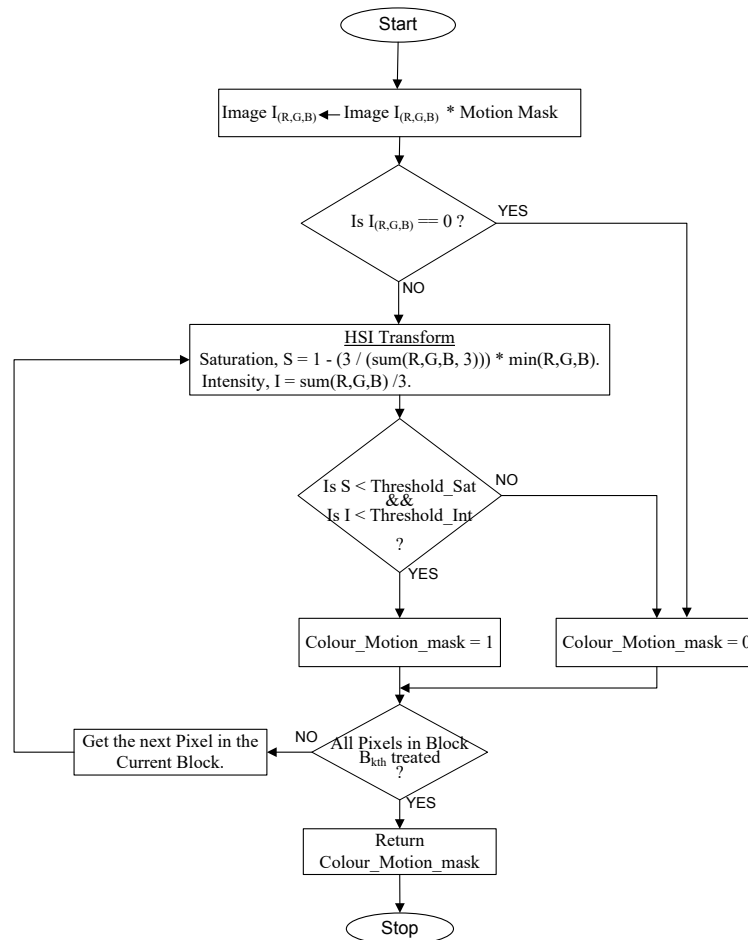 Start
Image I(R,G,B) ← Image I(R,G,B) * Motion Mask
Is I(R,G,B) == 0 ?
YES
NO
HSI Transform
Saturation, S = 1 - (3 / (sum(R,G,B, 3))) * min(R,G,B).
Intensity, I = sum(R,G,B) /3.
Is S < Threshold_Sat
&&
Is I < Threshold_Int
?
NO
YES
Colour_Motion_mask = 1
Colour_Motion_mask = 0
All Pixels in Block
Bkth treated
?
NO
Get the next Pixel in the
Current Block.
YES
Return
Colour_Motion_mask
Stop